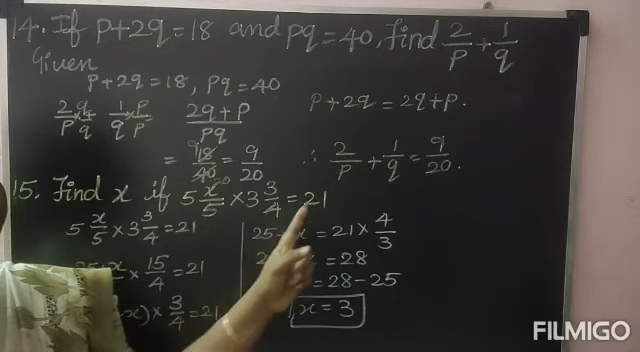 14. If p+2q=18 and pq=40, find 2/p + 1/q
Given
p+2q=18, pq=40
2/p × q/q + 1/q × p/p   2q+p/pq   p+2q=2q+p.
= 18/40 = 9/20   ∴ 2/p + 1/q = 9/20.
9
20
15. Find x if 5 x/5 × 3 3/4 = 21
5 x/5 × 3 3/4 = 21
x/5 × 15/4 = 21
x) × 3/4 = 21
25 x = 21 × 4/3
= 28
= 28-25
x = 3
FILMIGO